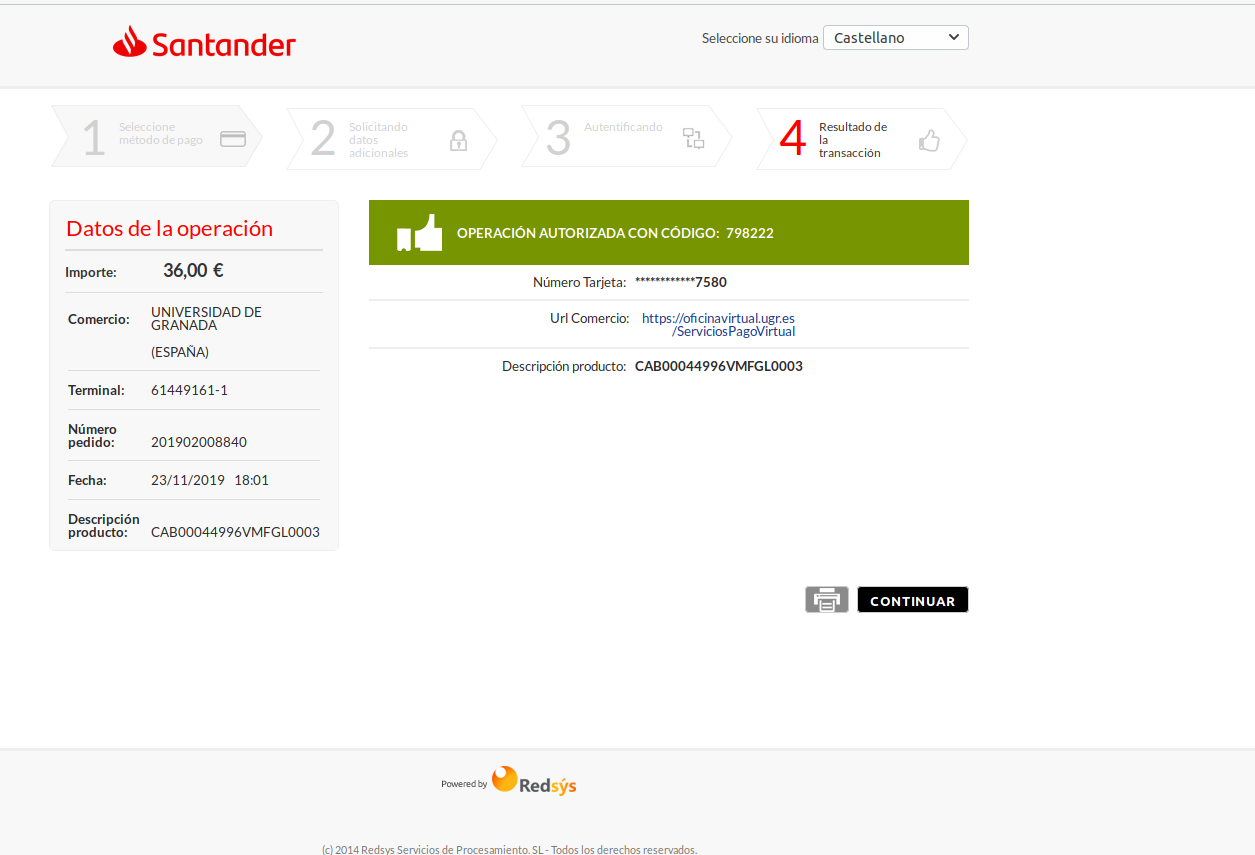 Santander
Seleccione su idioma Castellano
1 Seleccione
método de pago
2 Solicitando
datos
adicionales
3 Autentificando
4 Resultado de
la
transacción
Datos de la operación
Importe: 36,00 €
Comercio: UNIVERSIDAD DE
GRANADA
(ESPAÑA)
Terminal: 61449161-1
Número
pedido: 201902008840
Fecha: 23/11/2019 18:01
Descripción
producto: CAB00044996VMFGL0003
OPERACIÓN AUTORIZADA CON CÓDIGO: 798222
Número Tarjeta: ************7580
Url Comercio: https://oficinavirtual.ugr.es
/ServiciosPagoVirtual
Descripción producto: CAB00044996VMFGL0003
CONTINUAR
Powered by Redsýs
(c) 2014 Redsys Servicios de Procesamiento. SL - Todos los derechos reservados.